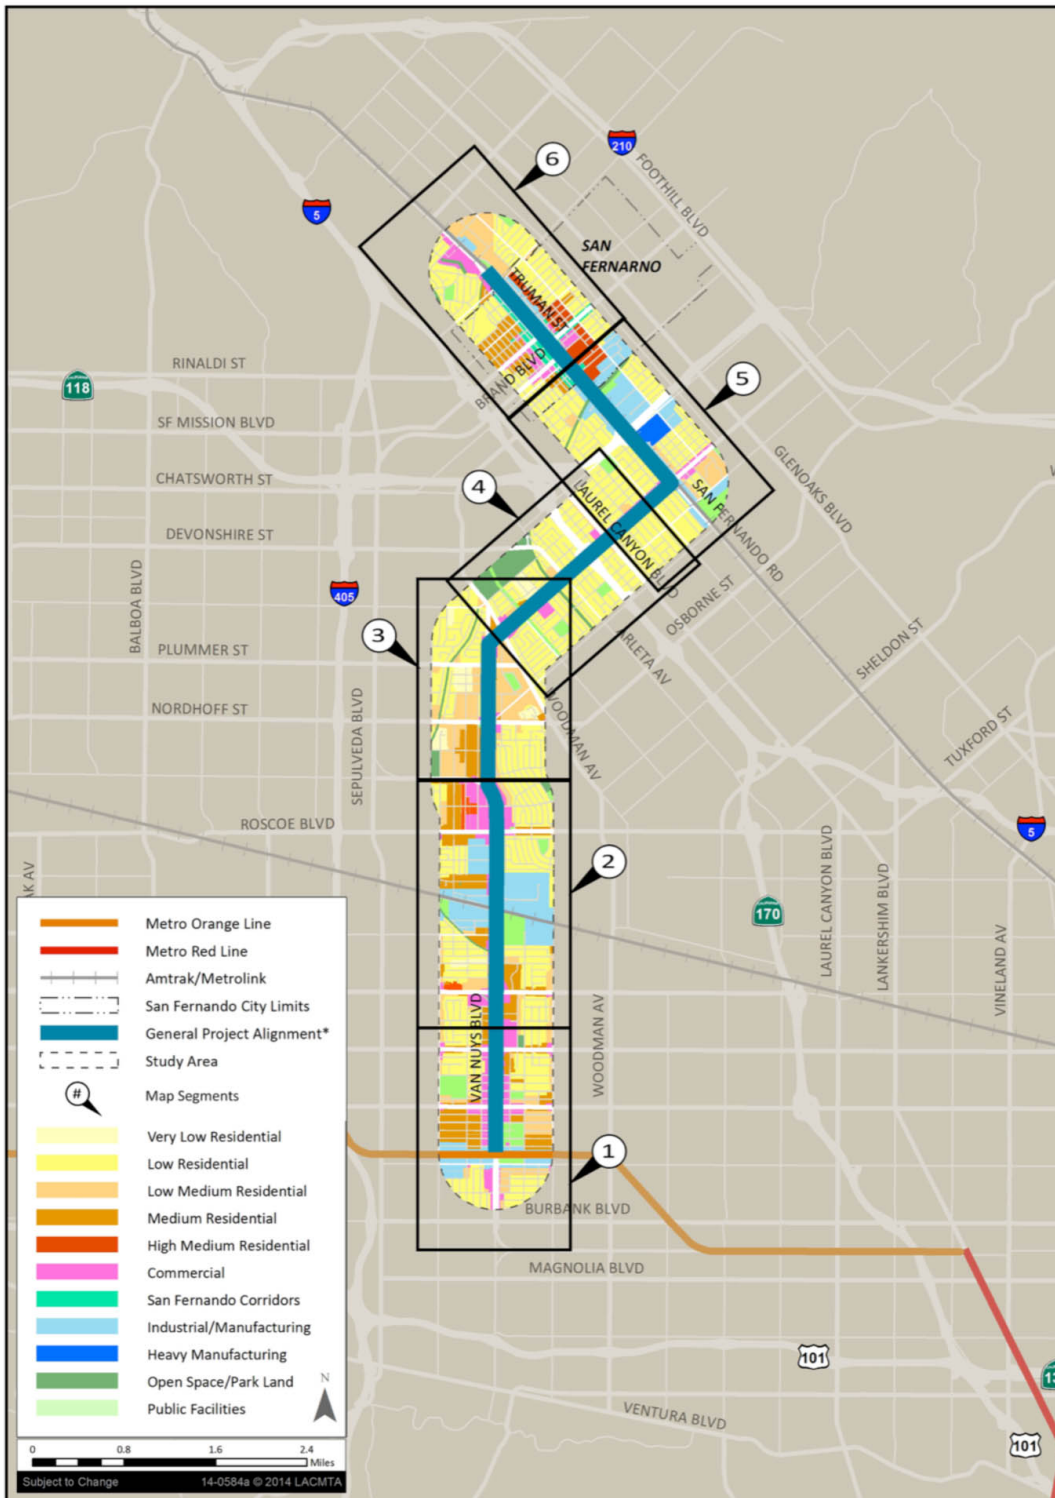 6
210
FOOTHILL BLVD
5
SAN
FERNARNO
TRUMAN ST
RINALDI ST
118
BRAND BLVD
5
SF MISSION BLVD
GLENOAKS BLVD
4
CHATSWORTH ST
LAUREL CANYON BLVD
SAN FERNANDO RD
DEVONSHIRE ST
BALBOA BLVD
405
OSBORNE ST
3
ARLETA AV
SHELDON ST
PLUMMER ST
SEPULVEDA BLVD
NORDHOFF ST
WOODMAN AV
TUXFORD ST
ROSCOE BLVD
5
2
LAUREL CANYON BLVD
LANKERSHIM BLVD
170
VINELAND AV
AK AV
VAN NUYS BLVD
WOODMAN AV
1
BURBANK BLVD
MAGNOLIA BLVD
101
13
VENTURA BLVD
101
Metro Orange Line
Metro Red Line
Amtrak/Metrolink
San Fernando City Limits
General Project Alignment*
Study Area
# Map Segments
Very Low Residential
Low Residential
Low Medium Residential
Medium Residential
High Medium Residential
Commercial
San Fernando Corridors
Industrial/Manufacturing
Heavy Manufacturing
Open Space/Park Land
Public Facilities
N
0 0.8 1.6 2.4
Miles
Subject to Change 14-0584a © 2014 LACMTA